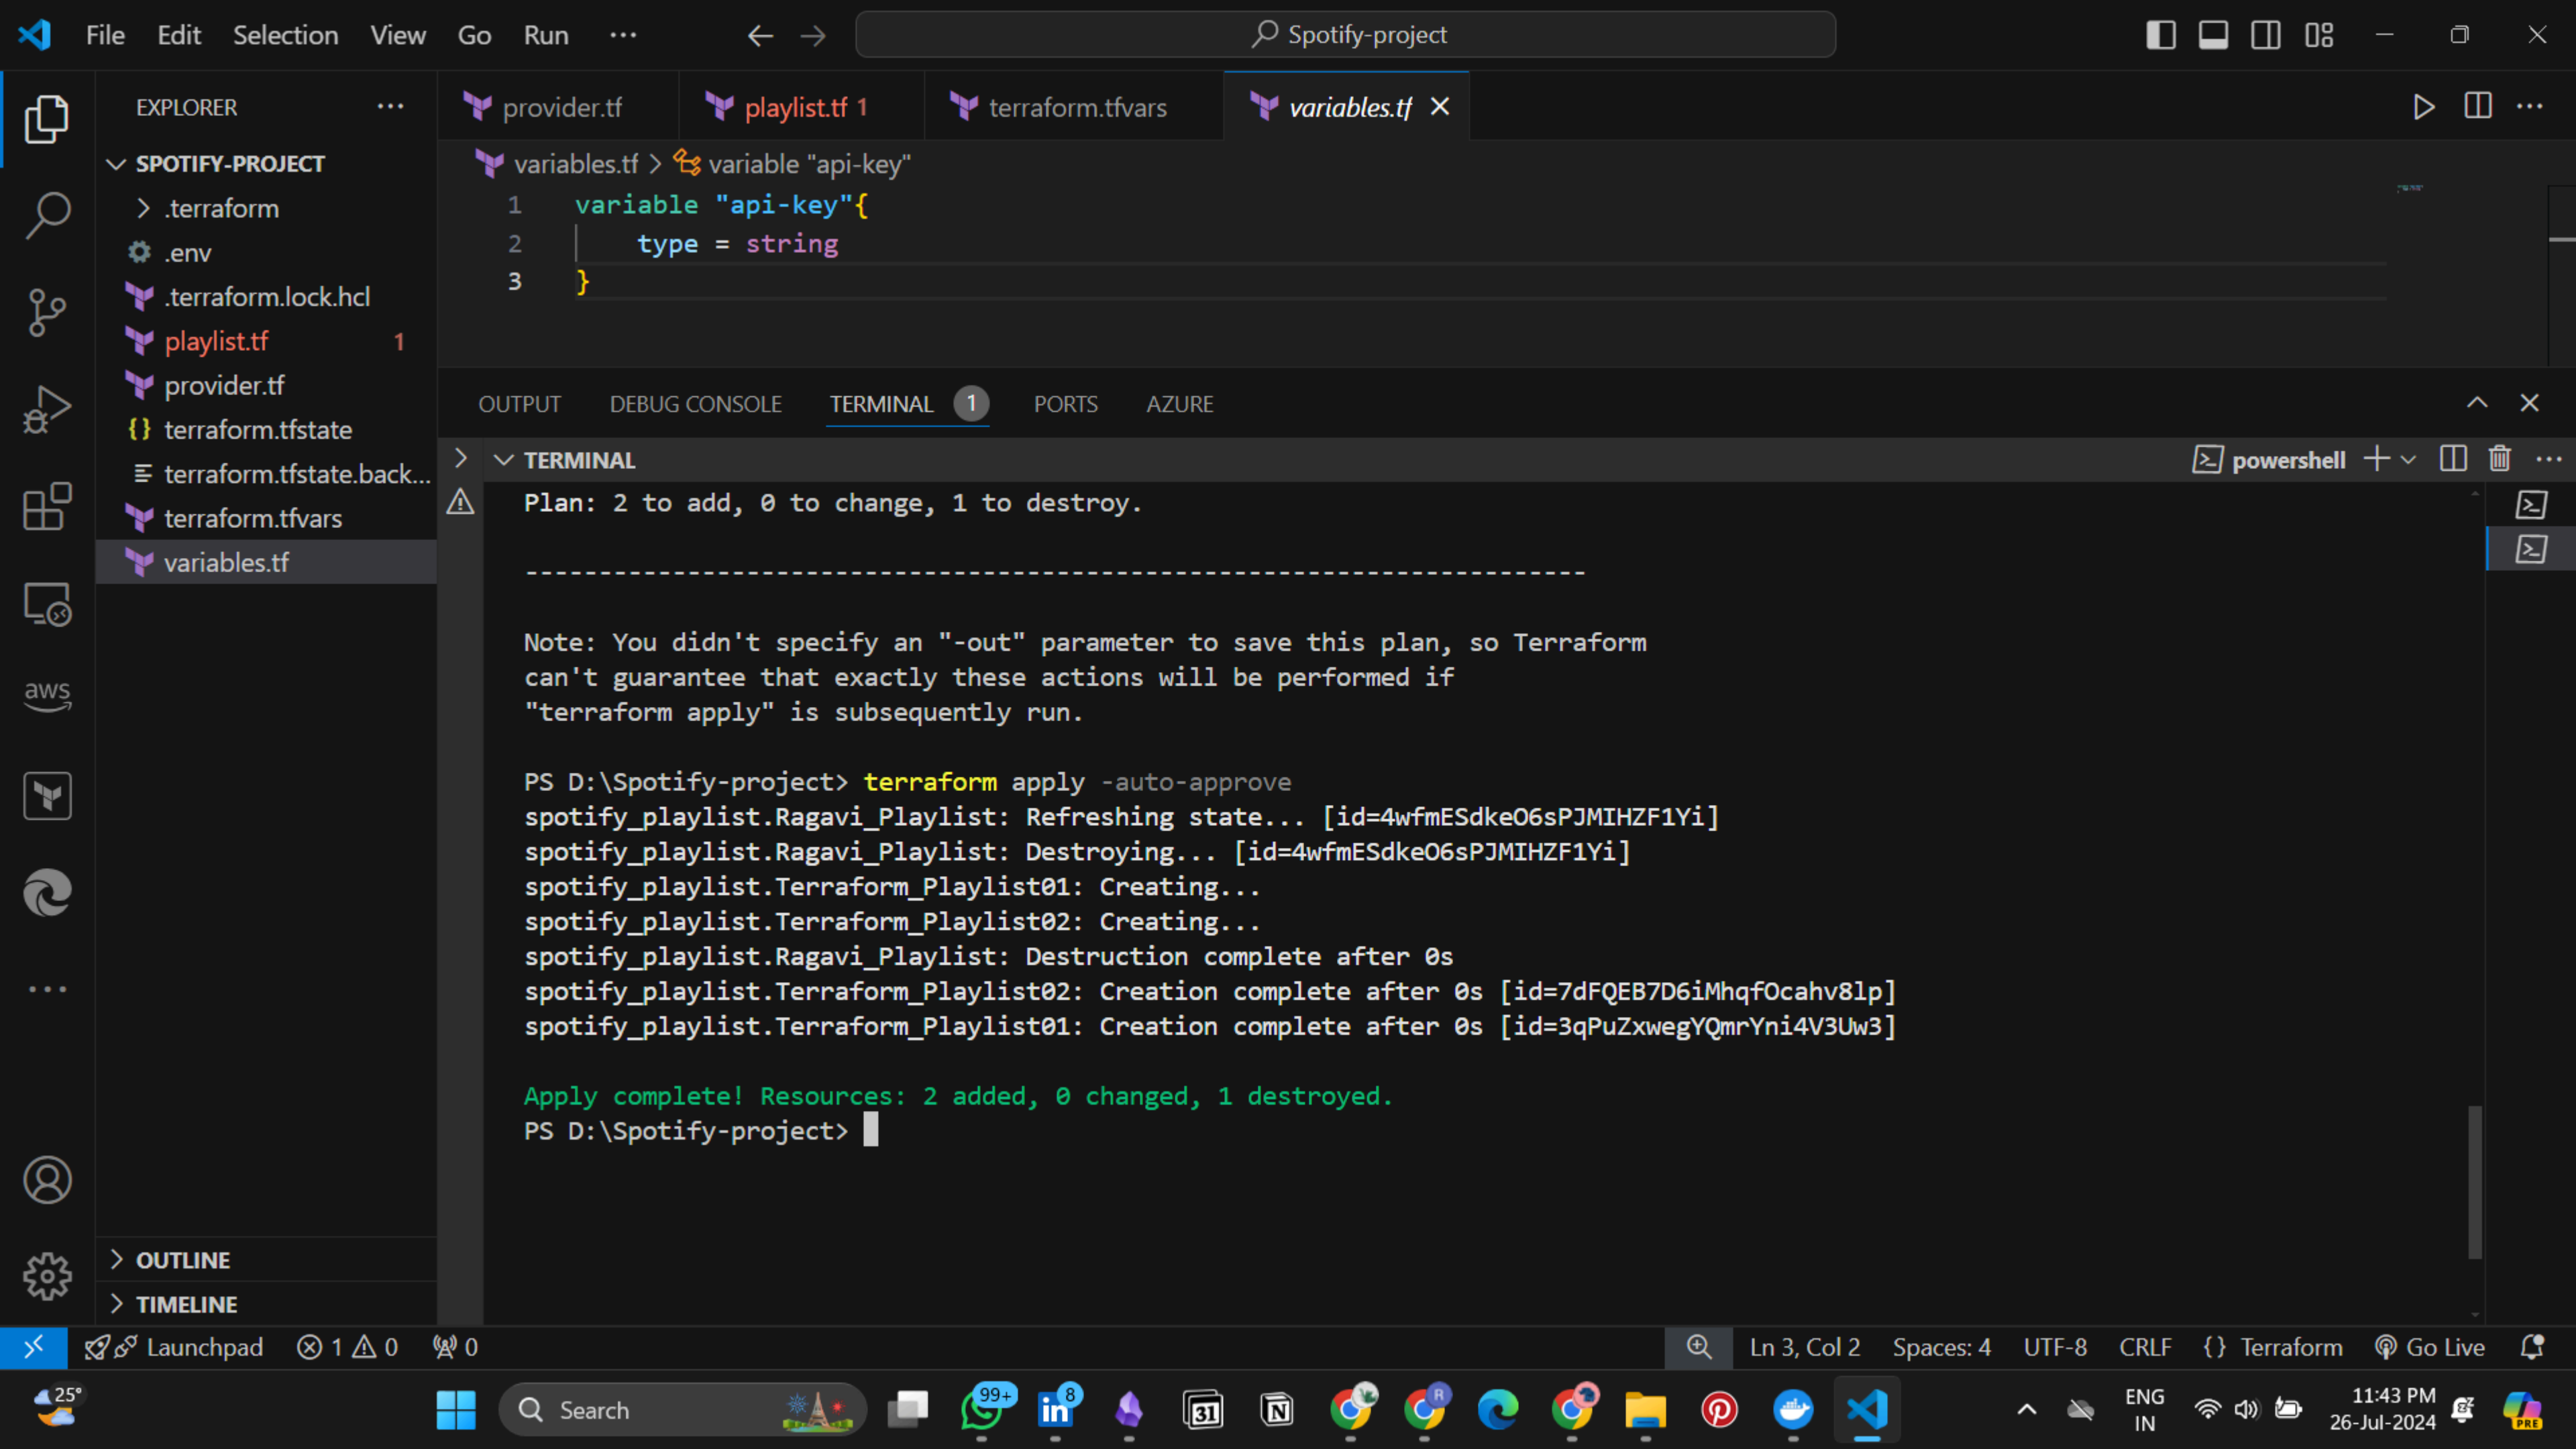 File Edit Selection View Go Run ... Spotify-project
EXPLORER ...
provider.tf playlist.tf 1 terraform.tfvars variables.tf
SPOTIFY-PROJECT
.terraform
.env
.terraform.lock.hcl
playlist.tf 1
provider.tf
terraform.tfstate
terraform.tfstate.back...
terraform.tfvars
variables.tf
variables.tf > variable "api-key"
1 variable "api-key"{
2 type = string
3 }
OUTPUT DEBUG CONSOLE TERMINAL 1 PORTS AZURE
TERMINAL powershell
Plan: 2 to add, 0 to change, 1 to destroy.
------------------------------------------------------------------------
Note: You didn't specify an "-out" parameter to save this plan, so Terraform
can't guarantee that exactly these actions will be performed if
"terraform apply" is subsequently run.
PS D:\Spotify-project> terraform apply -auto-approve
spotify_playlist.Ragavi_Playlist: Refreshing state... [id=4wfmESdkeO6sPJMIHZF1Yi]
spotify_playlist.Ragavi_Playlist: Destroying... [id=4wfmESdkeO6sPJMIHZF1Yi]
spotify_playlist.Terraform_Playlist01: Creating...
spotify_playlist.Terraform_Playlist02: Creating...
spotify_playlist.Ragavi_Playlist: Destruction complete after 0s
spotify_playlist.Terraform_Playlist02: Creation complete after 0s [id=7dFQEB7D6iMhqfOcahv8lp]
spotify_playlist.Terraform_Playlist01: Creation complete after 0s [id=3qPuZxwegYQmrYni4V3Uw3]
Apply complete! Resources: 2 added, 0 changed, 1 destroyed.
PS D:\Spotify-project>
aws
OUTLINE
TIMELINE
Launchpad 1 0 0 Ln 3, Col 2 Spaces: 4 UTF-8 CRLF {} Terraform Go Live
25° Search 99+ 8 31 R ENG 11:43 PM
IN 26-Jul-2024 PRE